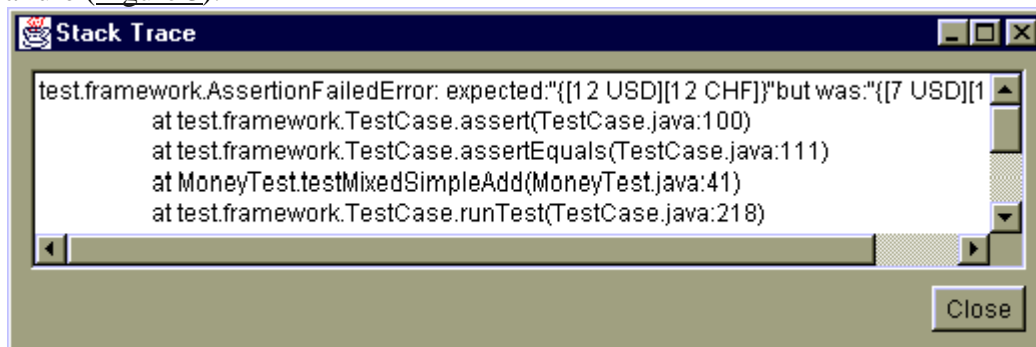 Stack Trace
test.framework.AssertionFailedError: expected:"{[12 USD][12 CHF]}"but was:"{[7 USD][1
at test.framework.TestCase.assert(TestCase.java:100)
at test.framework.TestCase.assertEquals(TestCase.java:111)
at MoneyTest.testMixedSimpleAdd(MoneyTest.java:41)
at test.framework.TestCase.runTest(TestCase.java:218)
Close